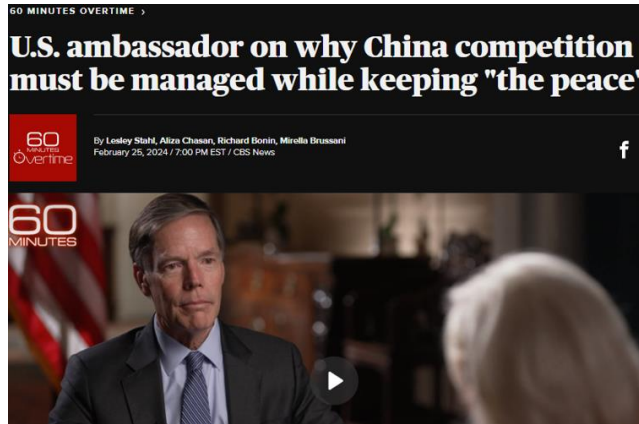 60 MINUTES OVERTIME ›
U.S. ambassador on why China competition
must be managed while keeping "the peace"
60
MINUTES
Overtime
By Lesley Stahl, Aliza Chasan, Richard Bonin, Mirella Brussani
February 25, 2024 / 7:00 PM EST / CBS News
f
60
MINUTES